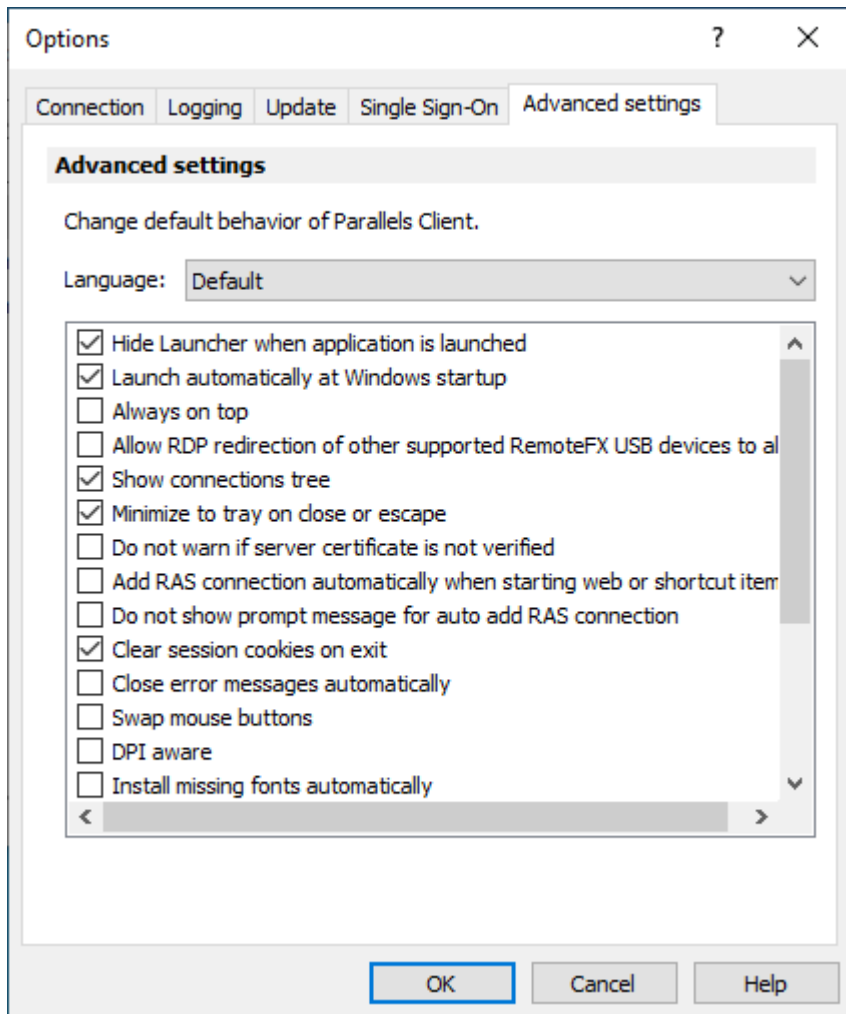 Options
?
Connection Logging Update Single Sign-On Advanced settings
Advanced settings
Change default behavior of Parallels Client.
Language: Default
Hide Launcher when application is launched
Launch automatically at Windows startup
Always on top
Allow RDP redirection of other supported RemoteFX USB devices to al
Show connections tree
Minimize to tray on close or escape
Do not warn if server certificate is not verified
Add RAS connection automatically when starting web or shortcut item
Do not show prompt message for auto add RAS connection
Clear session cookies on exit
Close error messages automatically
Swap mouse buttons
DPI aware
Install missing fonts automatically
OK Cancel Help